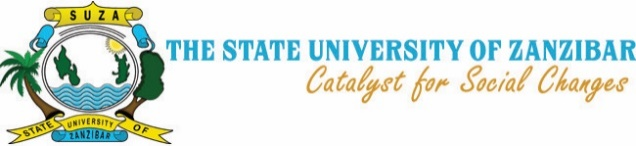 SUZA
THE STATE UNIVERSITY OF ZANZIBAR
Catalyst for Social Changes
STATE UNIVERSITY OF
ZANZIBAR